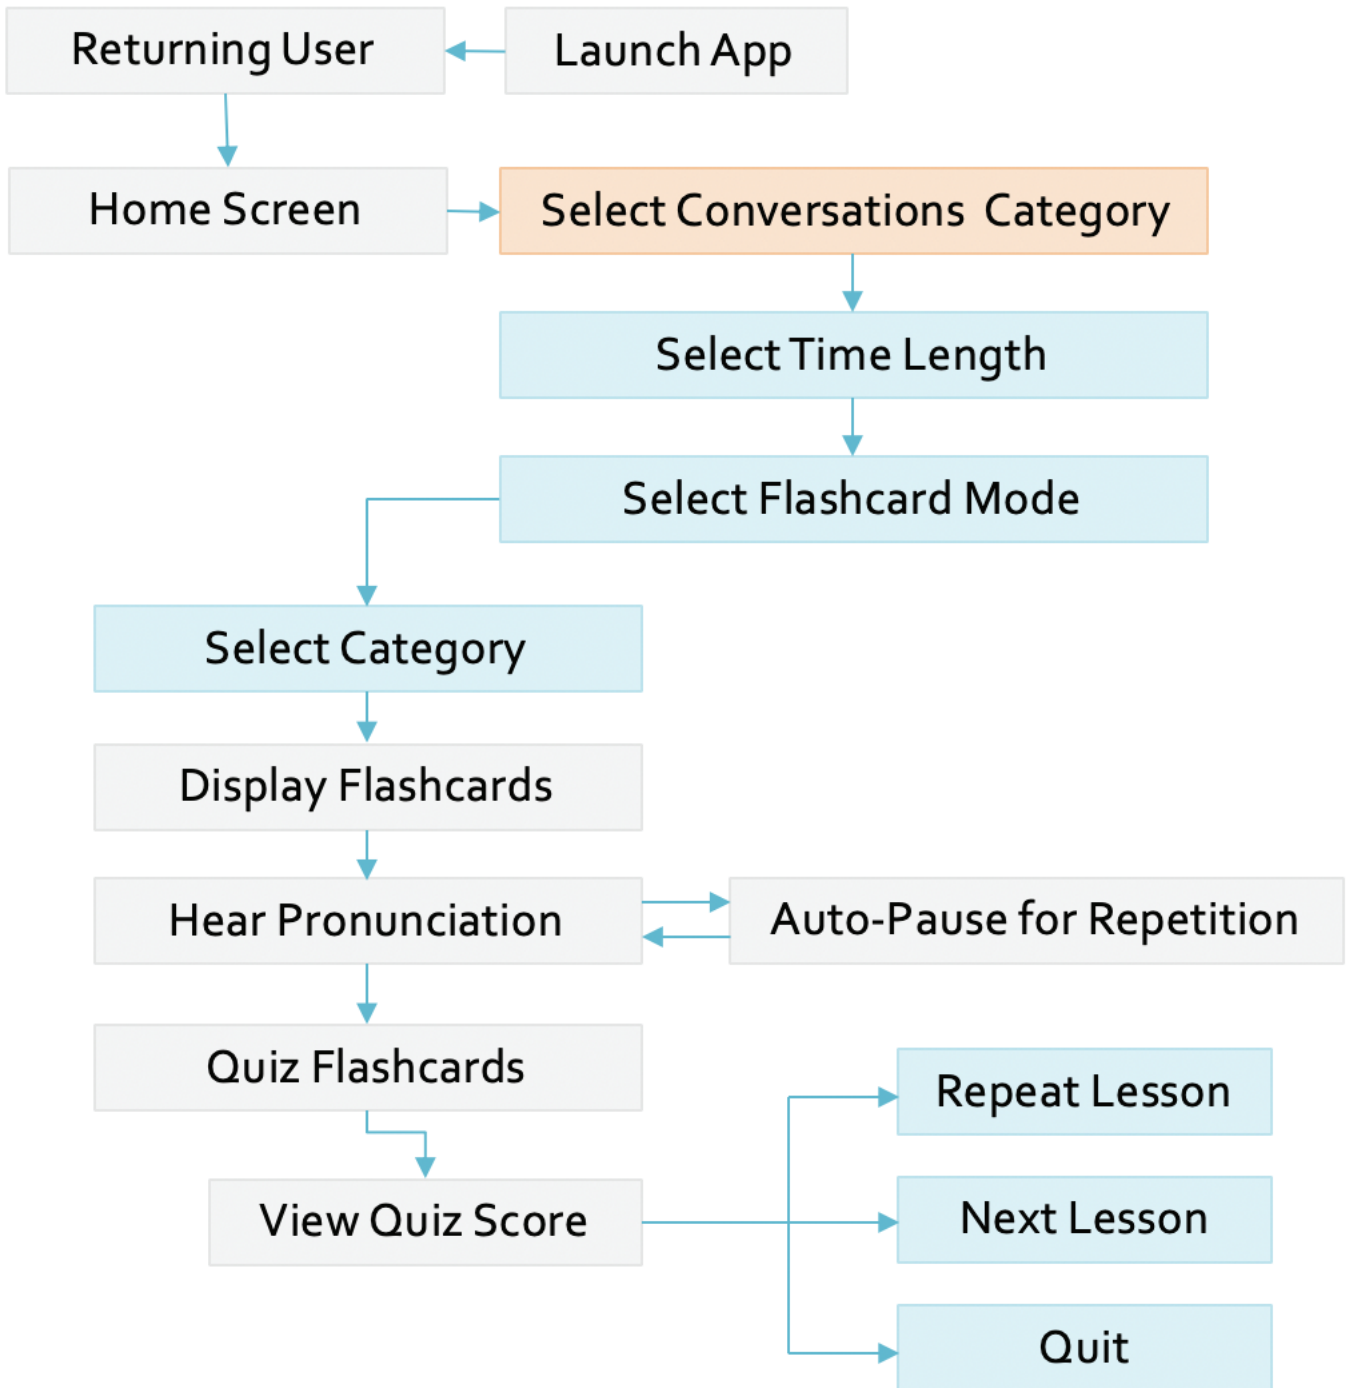 Returning User
Launch App
Home Screen
Select Conversations Category
Select Time Length
Select Flashcard Mode
Select Category
Display Flashcards
Hear Pronunciation
Auto-Pause for Repetition
Quiz Flashcards
Repeat Lesson
View Quiz Score
Next Lesson
Quit